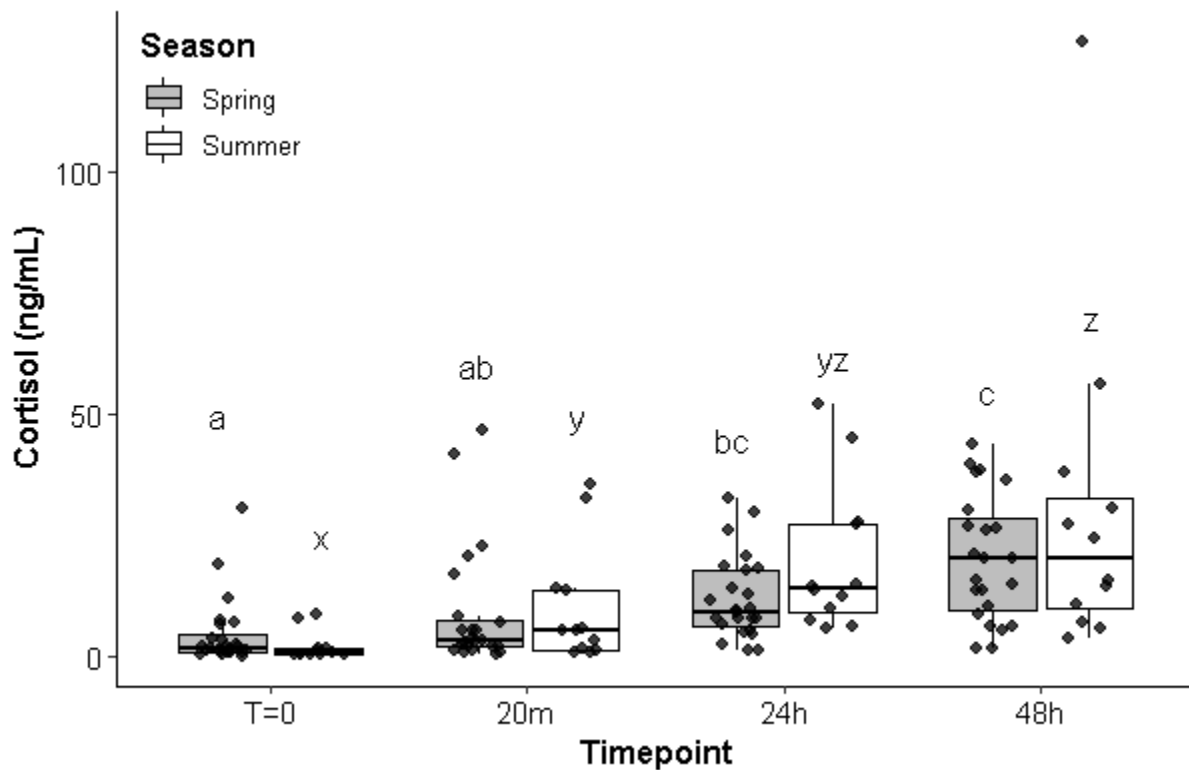 Season
Spring
Summer
Cortisol (ng/mL)
100
50
0
a
x
ab
y
bc
yz
c
z
T=0
20m
24h
48h
Timepoint